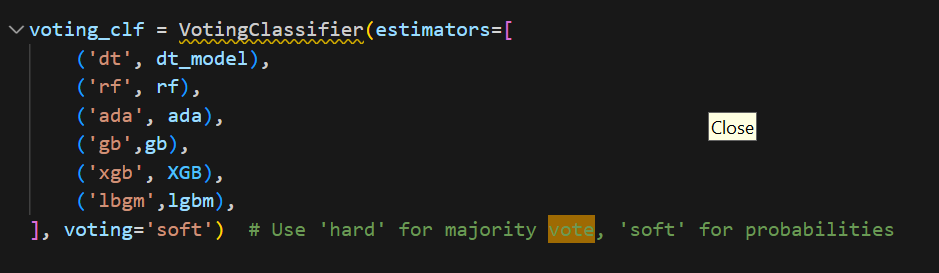 voting_clf = VotingClassifier(estimators=[
('dt', dt_model),
('rf', rf),
('ada', ada),
Close
('gb',gb),
('xgb', XGB),
('lbgm',lgbm),
], voting='soft')  # Use 'hard' for majority vote, 'soft' for probabilities